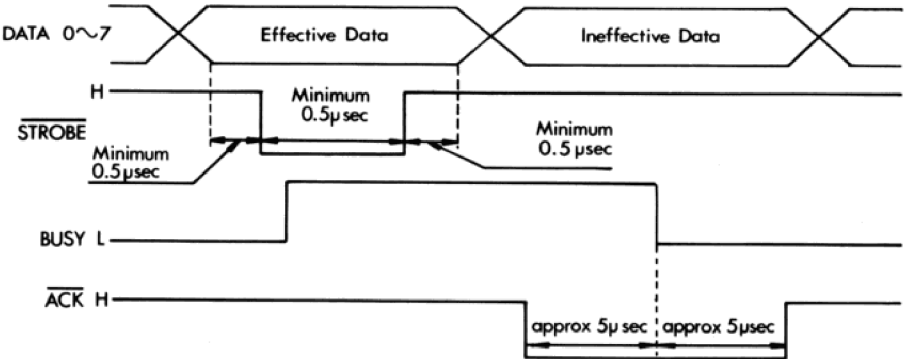 DATA 0~7
Effective Data
Ineffective Data
H
STROBE
Minimum
0.5μsec
Minimum
0.5μsec
Minimum
0.5 μsec
BUSY L
ACK H
approx 5μ sec
approx 5μsec